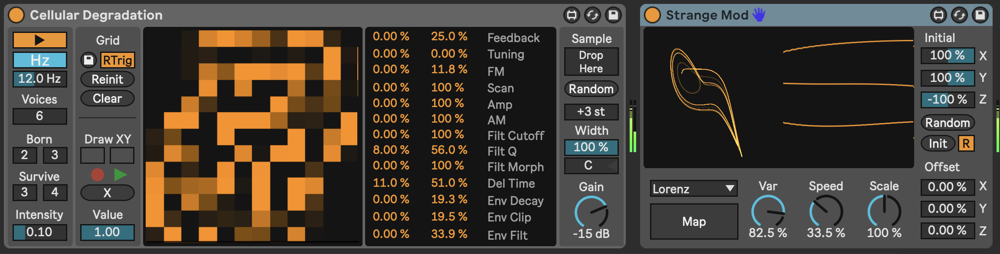 Cellular Degradation
Hz
12.0 Hz
Voices
6
Born
2 3
Survive
3 4
Intensity
0.10
Grid
RTrig
Reinit
Clear
Draw XY
X
Value
1.00
0.00 % 25.0 % Feedback
0.00 % 0.00 % Tuning
0.00 % 11.8 % FM
0.00 % 100 % Scan
0.00 % 100 % Amp
0.00 % 100 % AM
0.00 % 100 % Filt Cutoff
8.00 % 56.0 % Filt Q
0.00 % 100 % Filt Morph
11.0 % 51.0 % Del Time
0.00 % 19.3 % Env Decay
0.00 % 19.5 % Env Clip
0.00 % 33.9 % Env Filt
Sample
Drop
Here
Random
+3 st
Width
100 %
C
Gain
-15 dB
Strange Mod
Lorenz
Map
Var
82.5 %
Speed
33.5 %
Scale
100 %
Initial
100 % X
100 % Y
-100 % Z
Random
Init R
Offset
0.00 % X
0.00 % Y
0.00 % Z